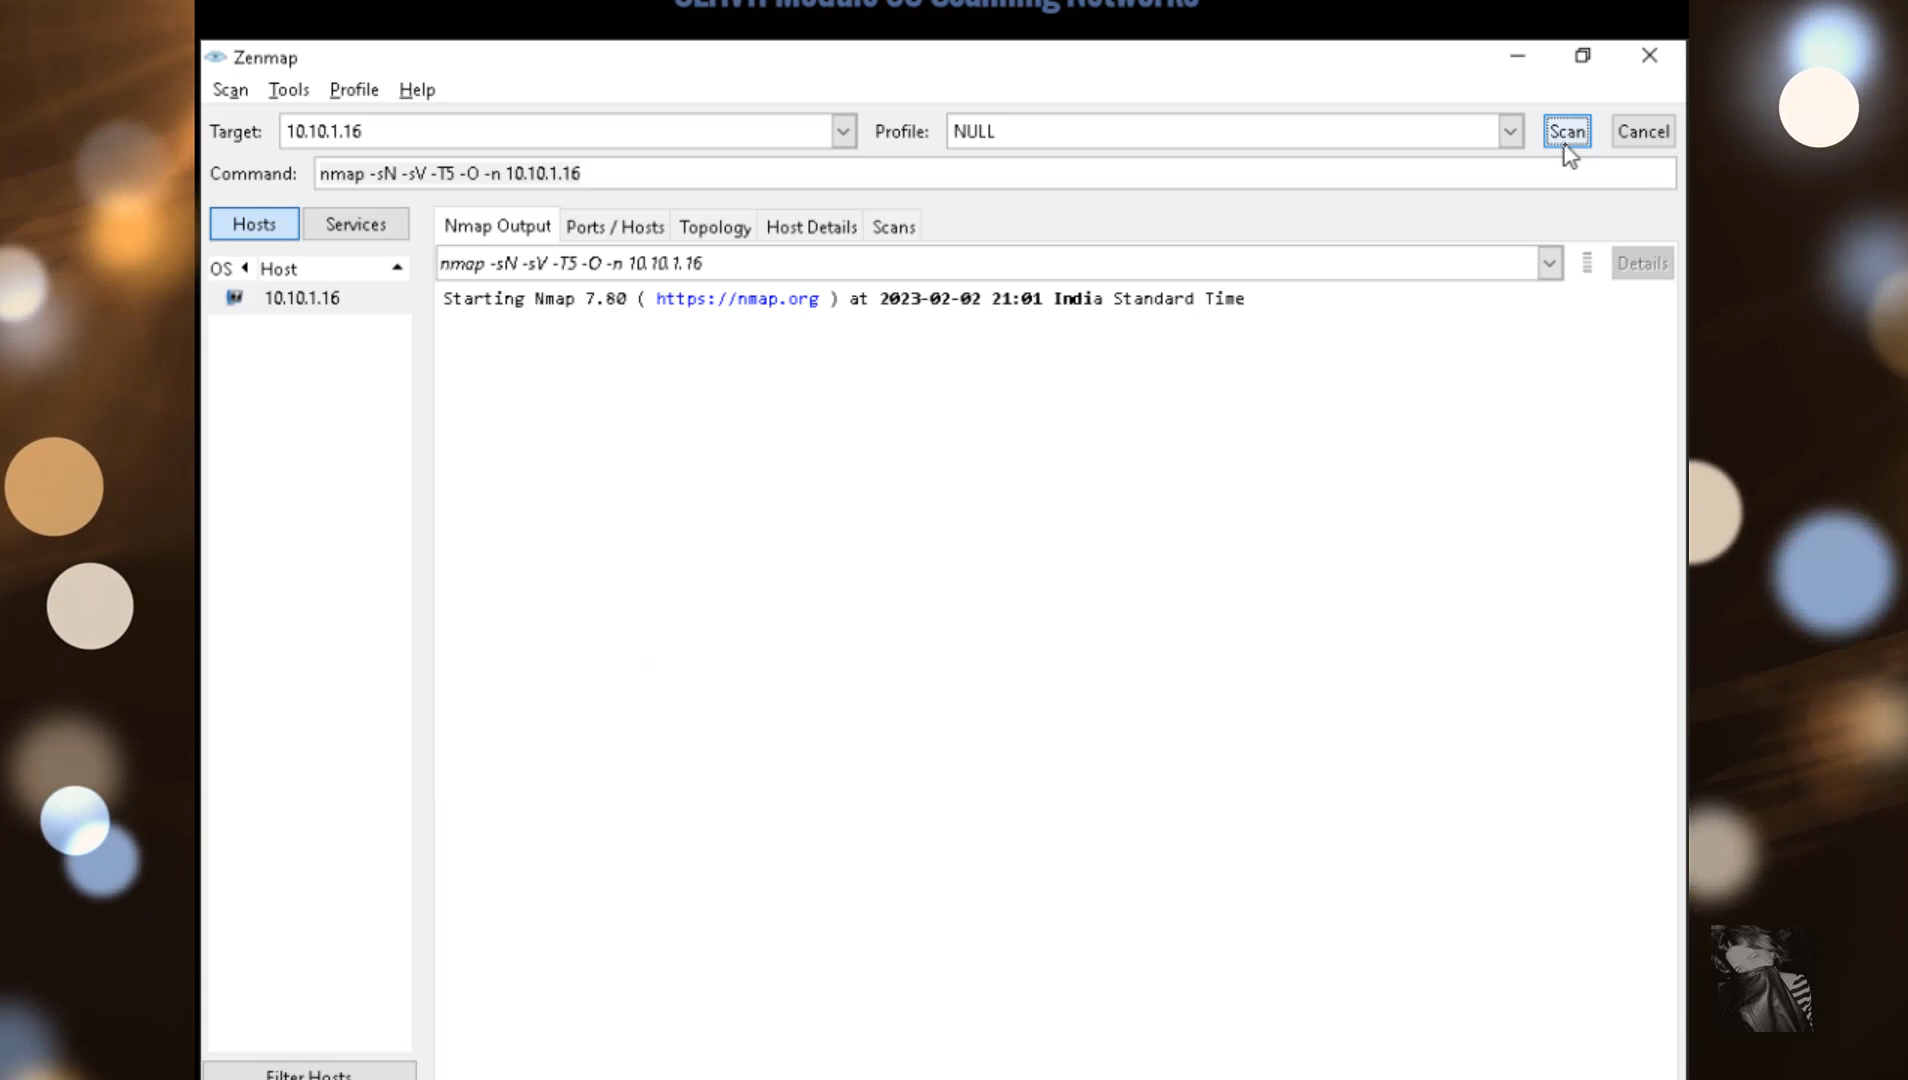 Zenmap
Scan Tools Profile Help
Target: 10.10.1.16 Profile: NULL Scan Cancel
Command: nmap -sN -sV -T5 -O -n 10.10.1.16
Hosts Services Nmap Output Ports / Hosts Topology Host Details Scans
nmap -sN -sV -T5 -O -n 10.10.1.16 Details
OS Host
10.10.1.16
Starting Nmap 7.80 ( https://nmap.org ) at 2023-02-02 21:01 India Standard Time
Filter Hosts